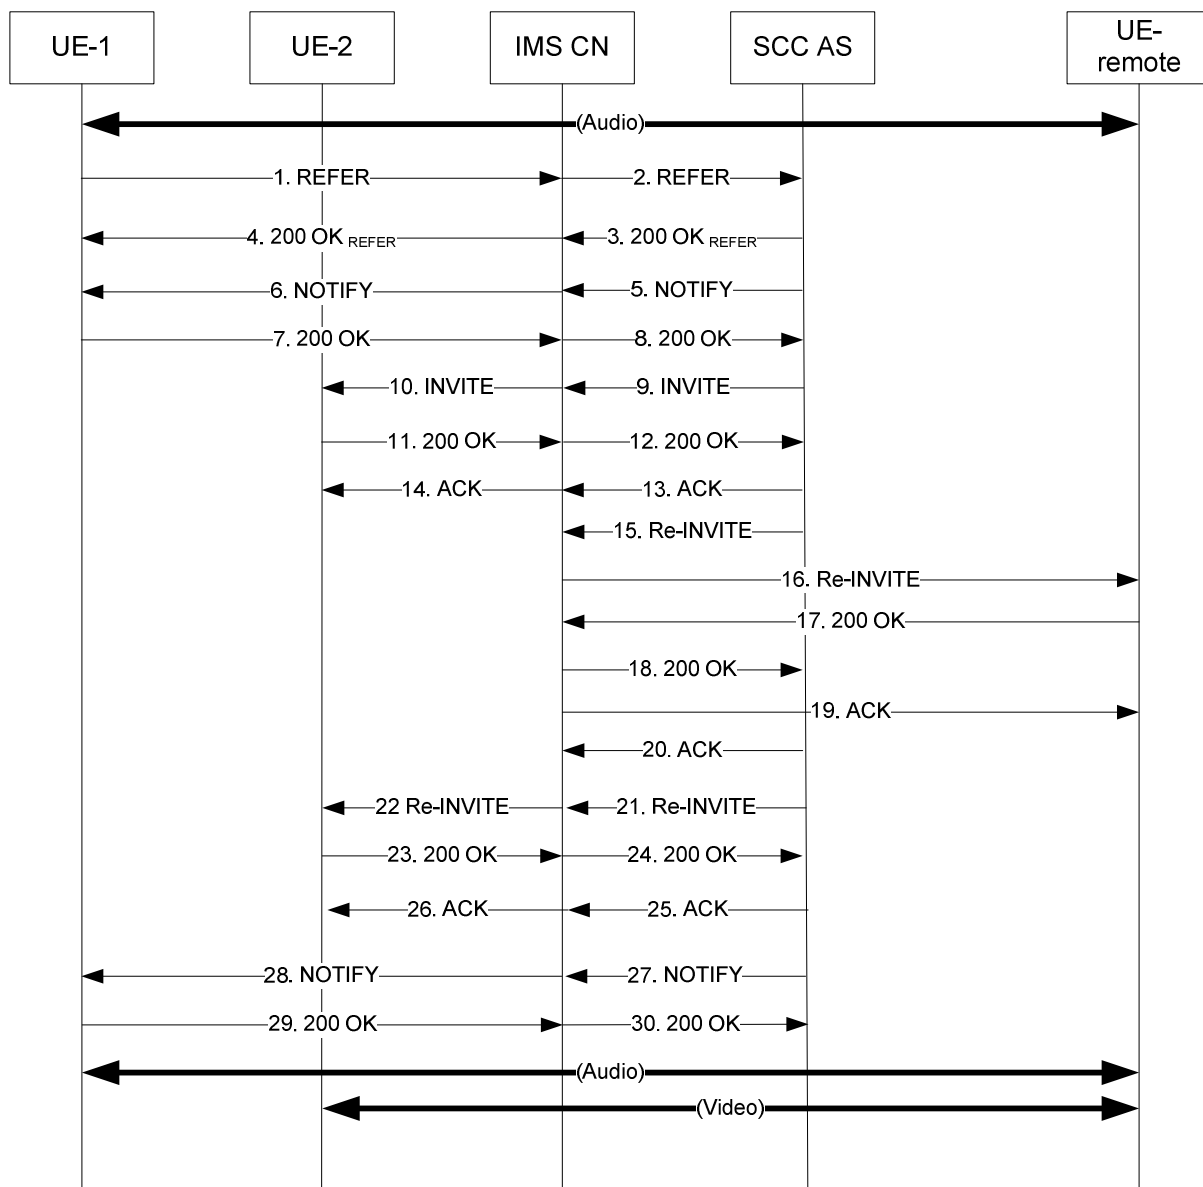 UE-1
UE-2
IMS CN
SCC AS
UE-
remote
(Audio)
1. REFER
2. REFER
4. 200 OK REFER
3. 200 OK REFER
6. NOTIFY
5. NOTIFY
7. 200 OK
8. 200 OK
10. INVITE
9. INVITE
11. 200 OK
12. 200 OK
14. ACK
13. ACK
15. Re-INVITE
16. Re-INVITE
17. 200 OK
18. 200 OK
19. ACK
20. ACK
22 Re-INVITE
21. Re-INVITE
23. 200 OK
24. 200 OK
26. ACK
25. ACK
28. NOTIFY
27. NOTIFY
29. 200 OK
30. 200 OK
(Audio)
(Video)